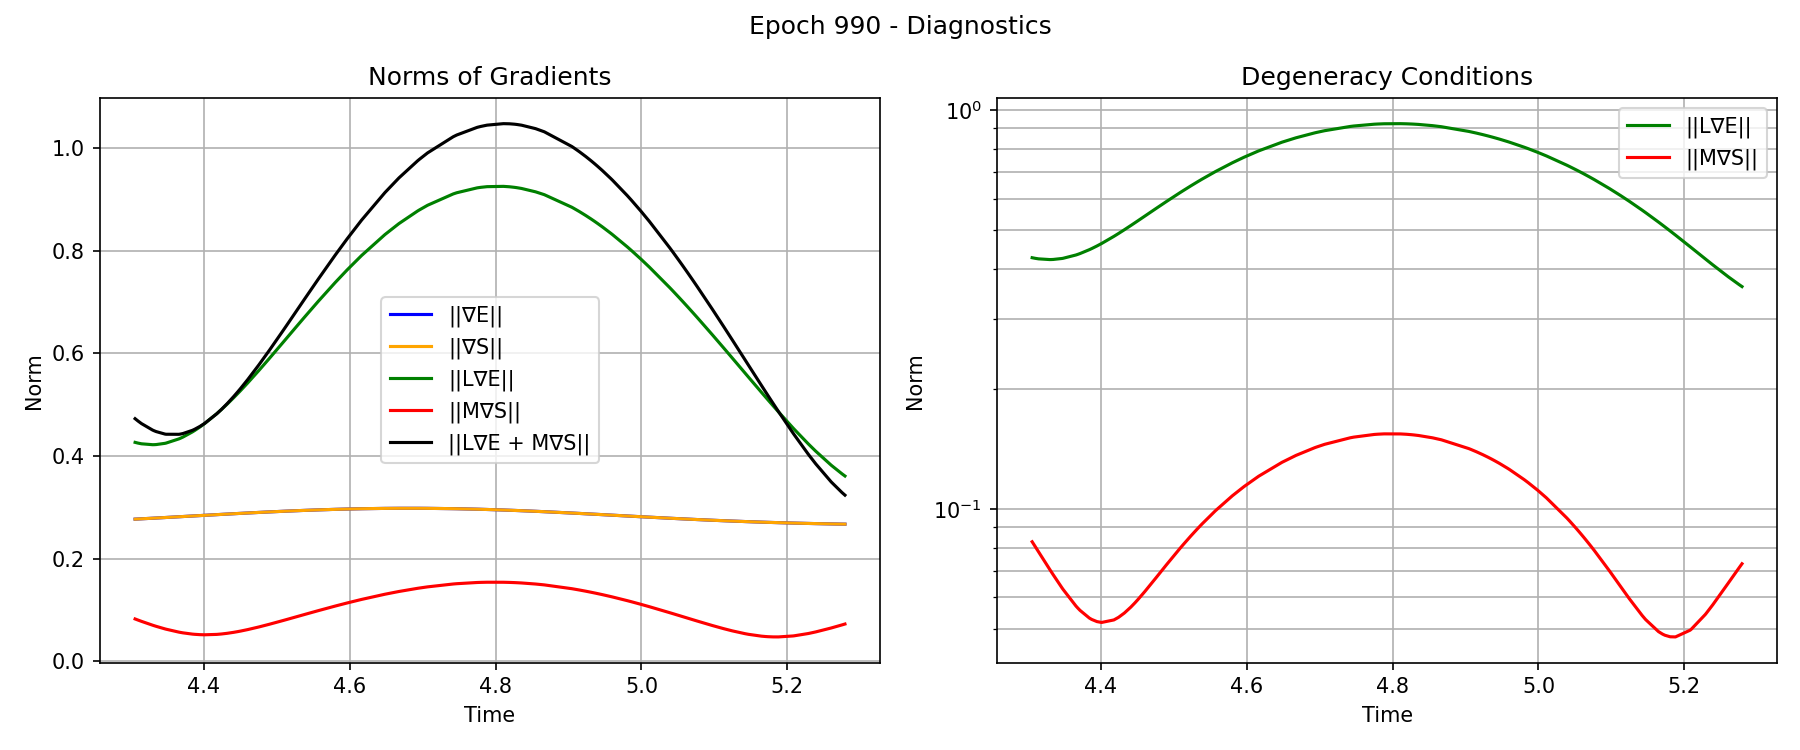 Epoch 990 - Diagnostics
Norms of Gradients
Norm
1.0
0.8
0.6
0.4
0.2
0.0
||∇E||
||∇S||
||L∇E||
||M∇S||
||L∇E + M∇S||
4.4 4.6 4.8 5.0 5.2
Time
Degeneracy Conditions
Norm
10⁰
10⁻¹
||L∇E||
||M∇S||
4.4 4.6 4.8 5.0 5.2
Time